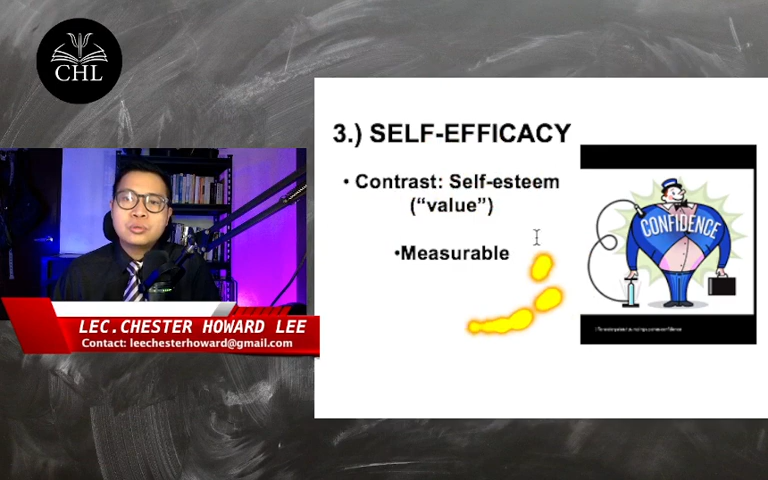 CHL
3.) SELF-EFFICACY
• Contrast: Self-esteem
(“value”)
•Measurable
CONFIDENCE
LEC.CHESTER HOWARD LEE
Contact: leechesterhoward@gmail.com